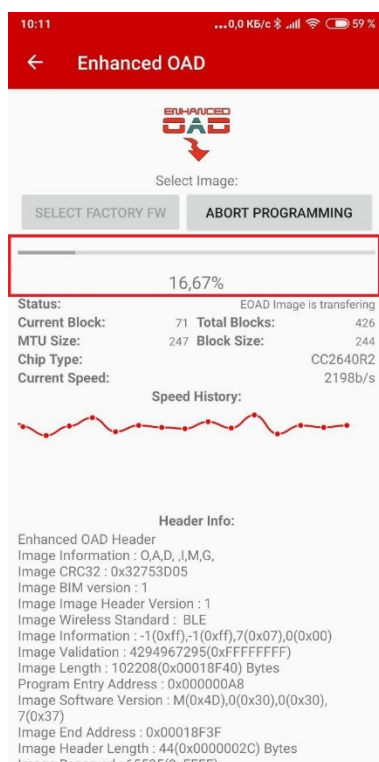 10:11 ...0,0 КБ/с 59 %
← Enhanced OAD
ENHANCED
OAD
Select Image:
SELECT FACTORY FW ABORT PROGRAMMING
16,67%
Status: EOAD Image is transfering
Current Block: 71 Total Blocks: 426
MTU Size: 247 Block Size: 244
Chip Type: CC2640R2
Current Speed: 2198b/s
Speed History:
Header Info:
Enhanced OAD Header
Image Information : O,A,D, ,I,M,G,
Image CRC32 : 0x32753D05
Image BIM version : 1
Image Image Header Version : 1
Image Wireless Standard : BLE
Image Information : -1(0xff),-1(0xff),7(0x07),0(0x00)
Image Validation : 4294967295(0xFFFFFFFF)
Image Length : 102208(0x00018F40) Bytes
Program Entry Address : 0x000000A8
Image Software Version : M(0x4D),0(0x30),0(0x30),
7(0x37)
Image End Address : 0x00018F3F
Image Header Length : 44(0x0000002C) Bytes